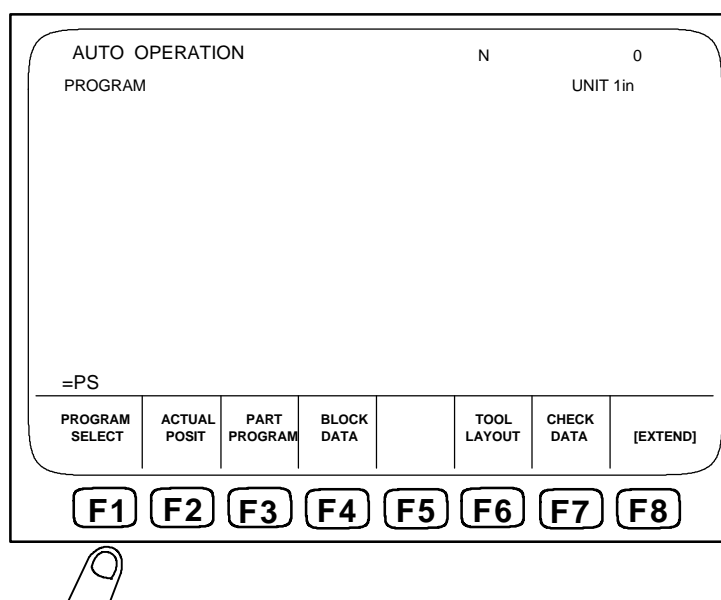 AUTO OPERATION N 0
PROGRAM UNIT 1in
=PS
PROGRAM SELECT
ACTUAL POSIT
PART PROGRAM
BLOCK DATA
TOOL LAYOUT
CHECK DATA
[EXTEND]
F1 F2 F3 F4 F5 F6 F7 F8